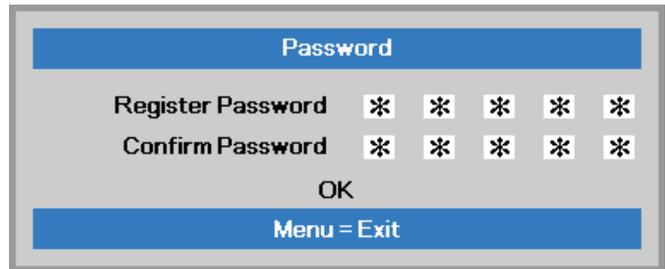 Password
Register Password * * * * *
Confirm Password * * * * *
OK
Menu = Exit